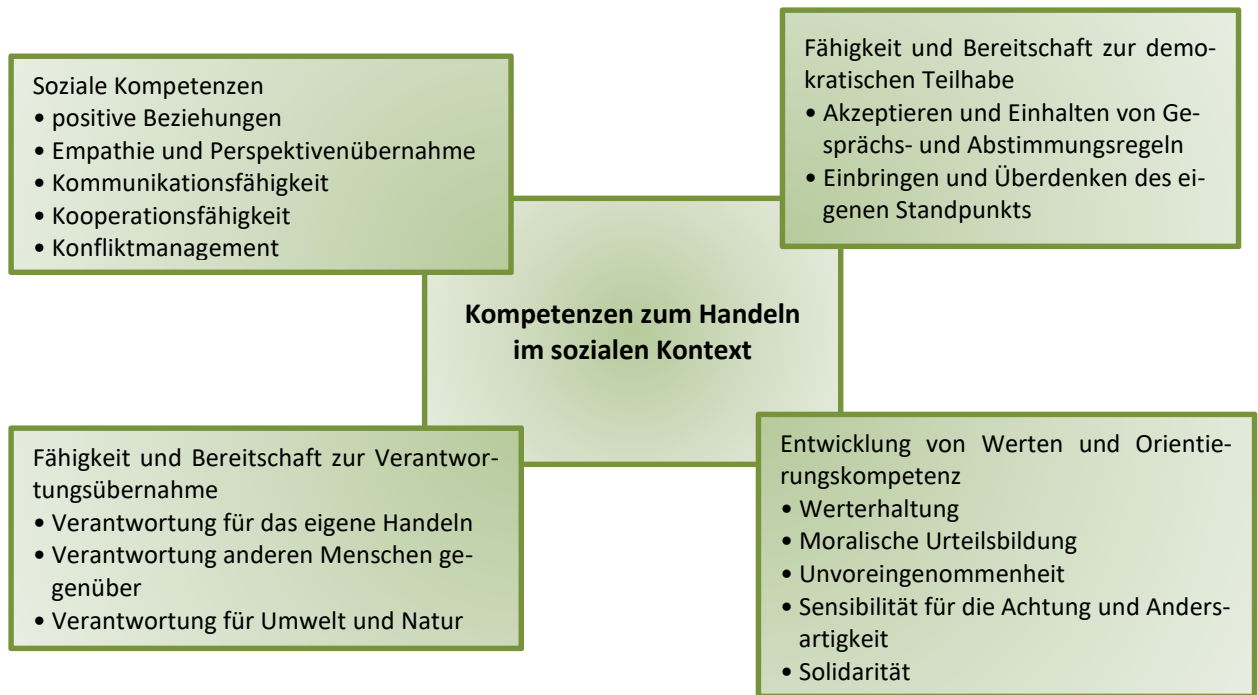 Soziale Kompetenzen
• positive Beziehungen
• Empathie und Perspektivenübernahme
• Kommunikationsfähigkeit
• Kooperationsfähigkeit
• Konfliktmanagement
Fähigkeit und Bereitschaft zur demo-
kratischen Teilhabe
• Akzeptieren und Einhalten von Ge-
sprächs- und Abstimmungsregeln
• Einbringen und Überdenken des ei-
genen Standpunkts
Kompetenzen zum Handeln
im sozialen Kontext
Fähigkeit und Bereitschaft zur Verantwor-
tungsübernahme
• Verantwortung für das eigene Handeln
• Verantwortung anderen Menschen ge-
genüber
• Verantwortung für Umwelt und Natur
Entwicklung von Werten und Orientie-
rungskompetenz
• Werterhaltung
• Moralische Urteilsbildung
• Unvoreingenommenheit
• Sensibilität für die Achtung und Anders-
artigkeit
• Solidarität